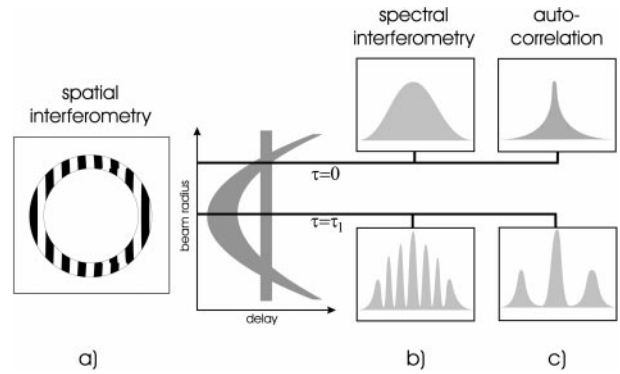 spatial
interferometry
spectral
interferometry
auto-
correlation
beam radius
τ=0
τ=τ1
delay
a)
b)
c)